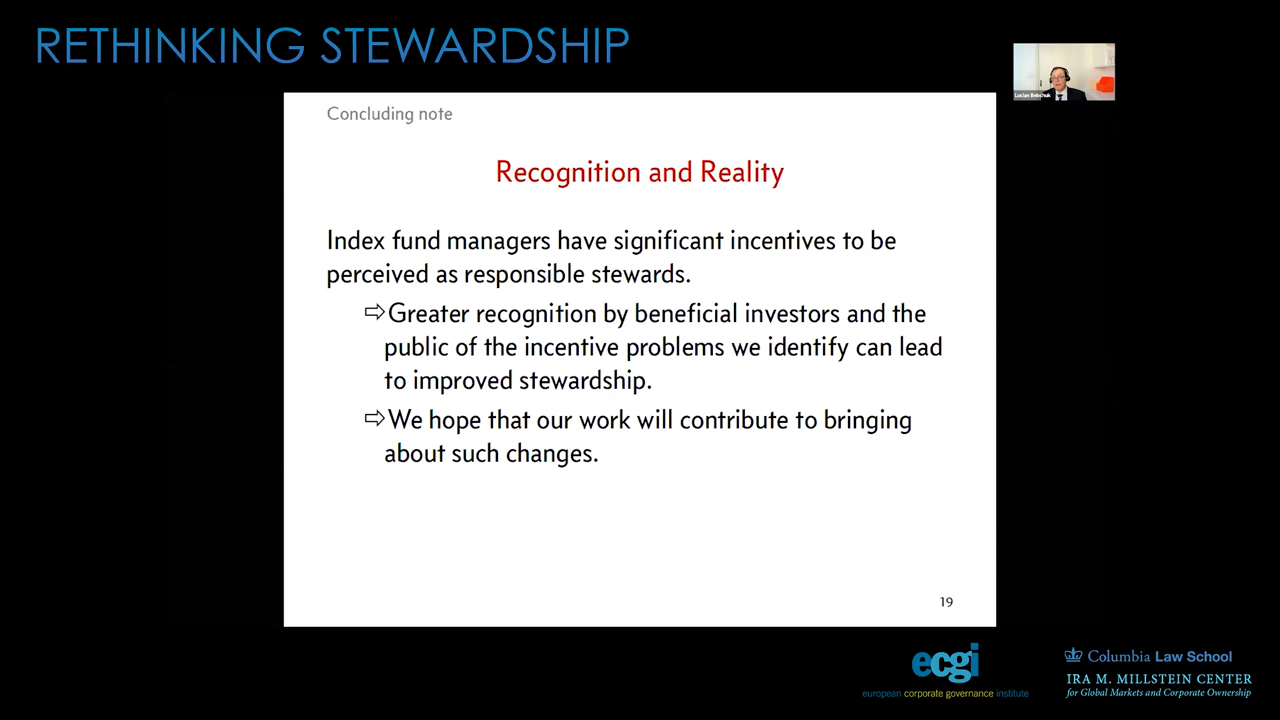 RETHINKING STEWARDSHIP
Lucian Bebchuk
Concluding note
Recognition and Reality
Index fund managers have significant incentives to be
perceived as responsible stewards.
⇨Greater recognition by beneficial investors and the
public of the incentive problems we identify can lead
to improved stewardship.
⇨We hope that our work will contribute to bringing
about such changes.
19
ecgi
european corporate governance institute
Columbia Law School
IRA M. MILLSTEIN CENTER
for Global Markets and Corporate Ownership